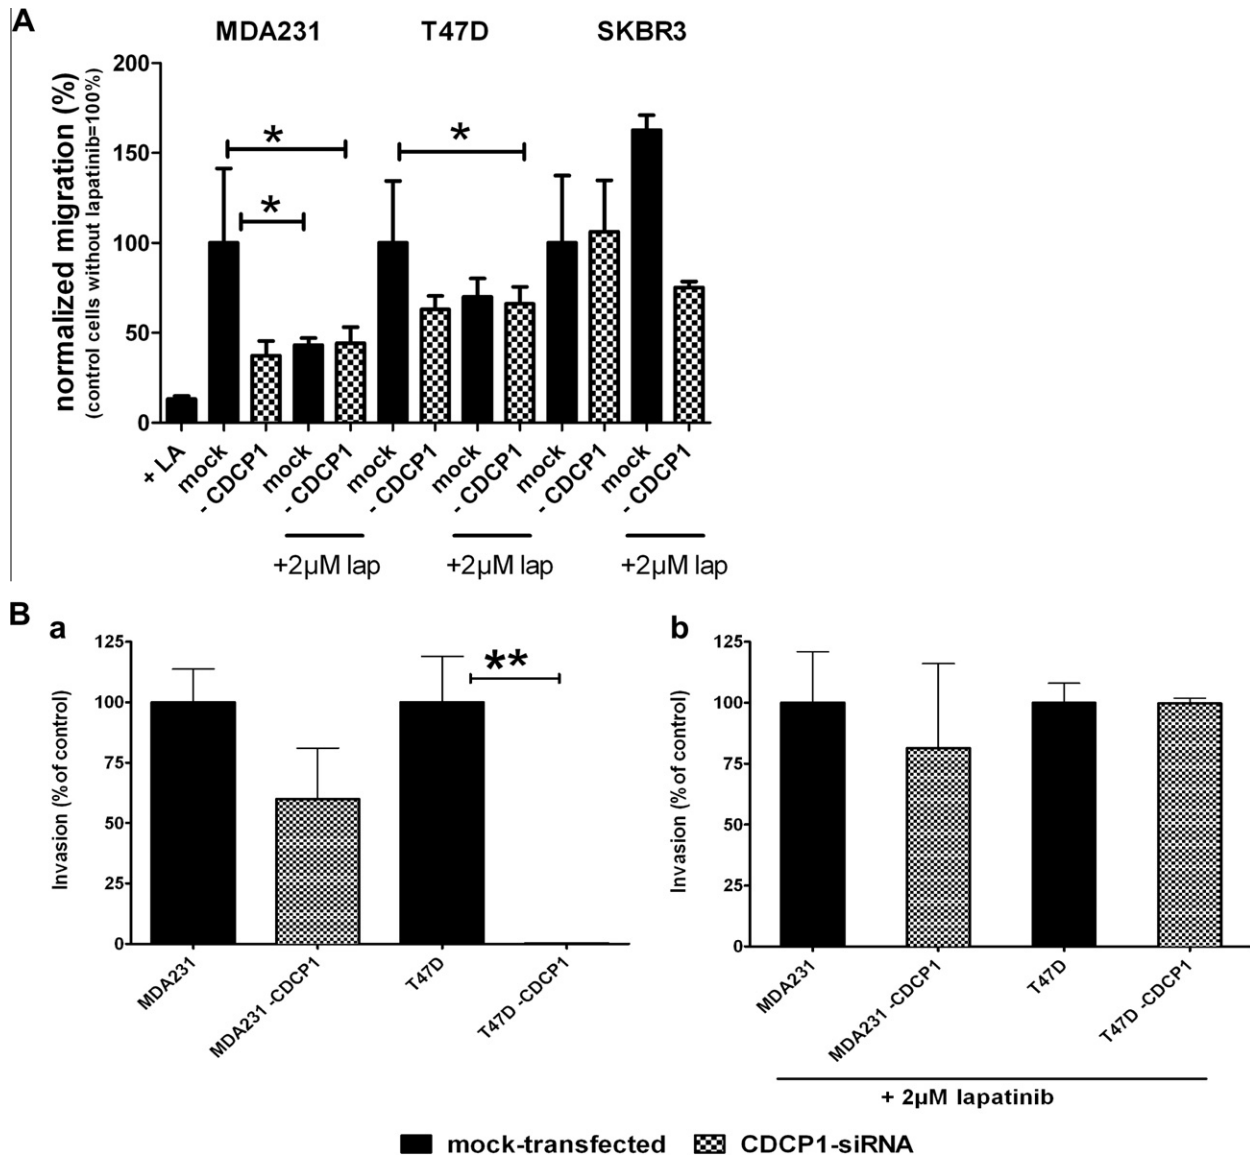 A
MDA231 T47D SKBR3
normalized migration (%)
(control cells without lapatinib=100%)
200
150
100
50
0
* * *
+ LA mock - CDCP1 mock - CDCP1 mock - CDCP1 mock - CDCP1 mock - CDCP1 mock - CDCP1
+2µM lap +2µM lap +2µM lap
B
a
Invasion (% of control)
125
100
75
50
25
0
**
MDA231 MDA231 -CDCP1 T47D T47D -CDCP1
b
Invasion (% of control)
125
100
75
50
25
0
MDA231 MDA231 -CDCP1 T47D T47D -CDCP1
+ 2µM lapatinib
mock-transfected CDCP1-siRNA